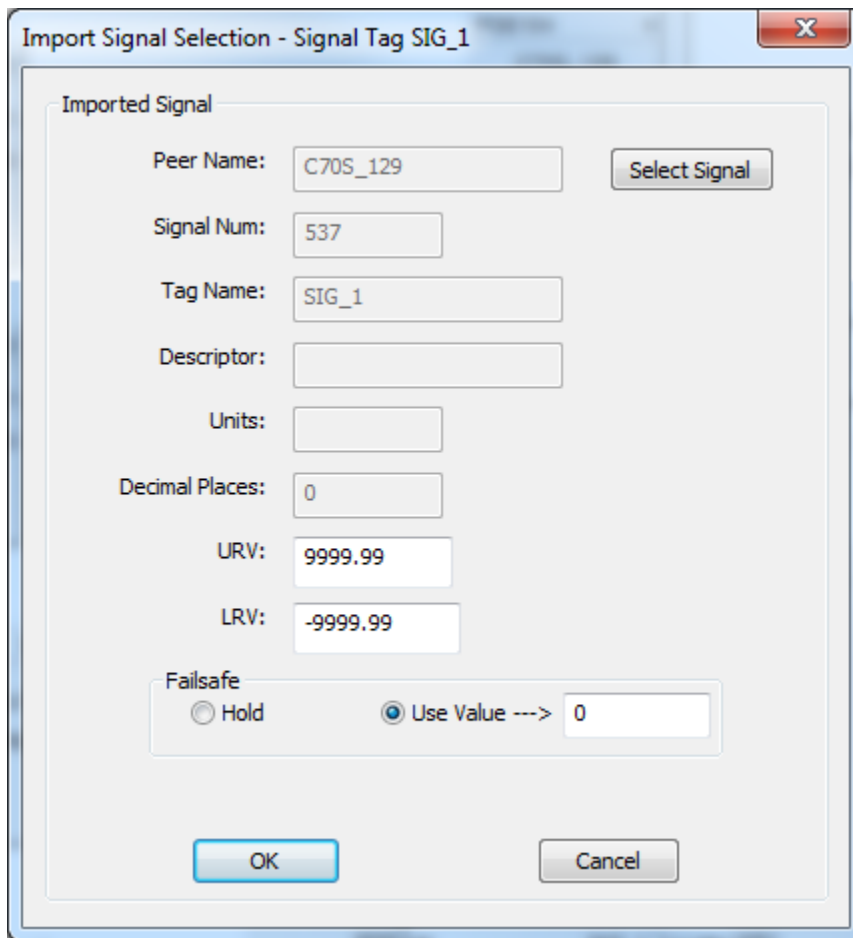 Import Signal Selection - Signal Tag SIG_1
Imported Signal
Peer Name: C70S_129 Select Signal
Signal Num: 537
Tag Name: SIG_1
Descriptor:
Units:
Decimal Places: 0
URV: 9999.99
LRV: -9999.99
Failsafe
Hold Use Value ---> 0
OK Cancel